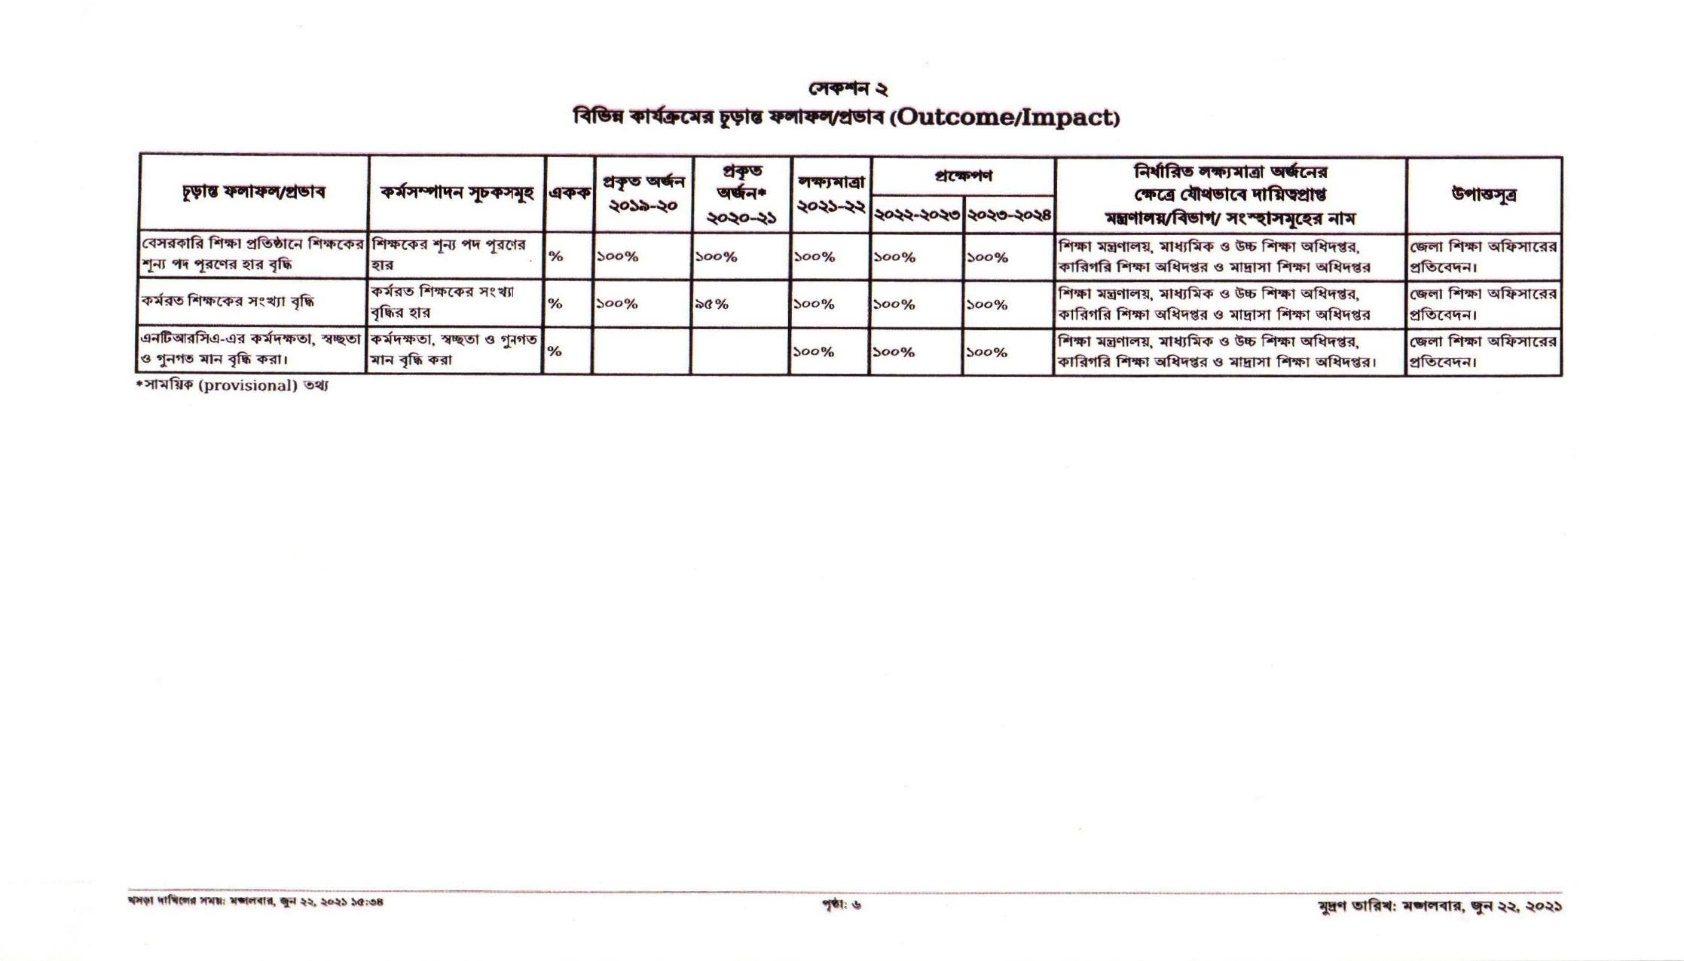 সেকশন ২
বিভিন্ন কার্যক্রমের চূড়ান্ত ফলাফল/প্রভাব (Outcome/Impact)
চূড়ান্ত ফলাফল/প্রভাব কর্মসম্পাদন সূচকসমূহ একক প্রকৃত অর্জন ২০১৯-২০ প্রকৃত অর্জন* ২০২০-২১ লক্ষ্যমাত্রা ২০২১-২২ প্রক্ষেপণ ২০২২-২০২৩ ২০২৩-২০২৪ নির্ধারিত লক্ষ্যমাত্রা অর্জনের ক্ষেত্রে যৌথভাবে দায়িত্বপ্রাপ্ত মন্ত্রণালয়/বিভাগ/ সংস্থাসমূহের নাম উপাত্তসূত্র
বেসরকারি শিক্ষা প্রতিষ্ঠানে শিক্ষকের শিক্ষকের শূন্য পদ পূরণের শিক্ষা মন্ত্রণালয়, মাধ্যমিক ও উচ্চ শিক্ষা অধিদপ্তর, জেলা শিক্ষা অফিসারের
শূন্য পদ পূরণের হার বৃদ্ধি হার % ১০০% ১০০% ১০০% ১০০% ১০০% কারিগরি শিক্ষা অধিদপ্তর ও মাদ্রাসা শিক্ষা অধিদপ্তর প্রতিবেদন।
কর্মরত শিক্ষকের সংখ্যা বৃদ্ধি কর্মরত শিক্ষকের সংখ্যা শিক্ষা মন্ত্রণালয়, মাধ্যমিক ও উচ্চ শিক্ষা অধিদপ্তর, জেলা শিক্ষা অফিসারের
বৃদ্ধির হার % ১০০% ৯৫% ১০০% ১০০% ১০০% কারিগরি শিক্ষা অধিদপ্তর ও মাদ্রাসা শিক্ষা অধিদপ্তর প্রতিবেদন।
এনটিআরসিএ-এর কর্মদক্ষতা, স্বচ্ছতা কর্মদক্ষতা, স্বচ্ছতা ও গুনগত শিক্ষা মন্ত্রণালয়, মাধ্যমিক ও উচ্চ শিক্ষা অধিদপ্তর, জেলা শিক্ষা অফিসারের
ও গুনগত মান বৃদ্ধি করা। মান বৃদ্ধি করা % ১০০% ১০০% ১০০% কারিগরি শিক্ষা অধিদপ্তর ও মাদ্রাসা শিক্ষা অধিদপ্তর। প্রতিবেদন।
*সাময়িক (provisional) তথ্য
খসড়া দাখিলের সময়: মঙ্গলবার, জুন ২২, ২০২১ ১৫:৩৪ পৃষ্ঠা: ৬ মুদ্রণ তারিখ: মঙ্গলবার, জুন ২২, ২০২১